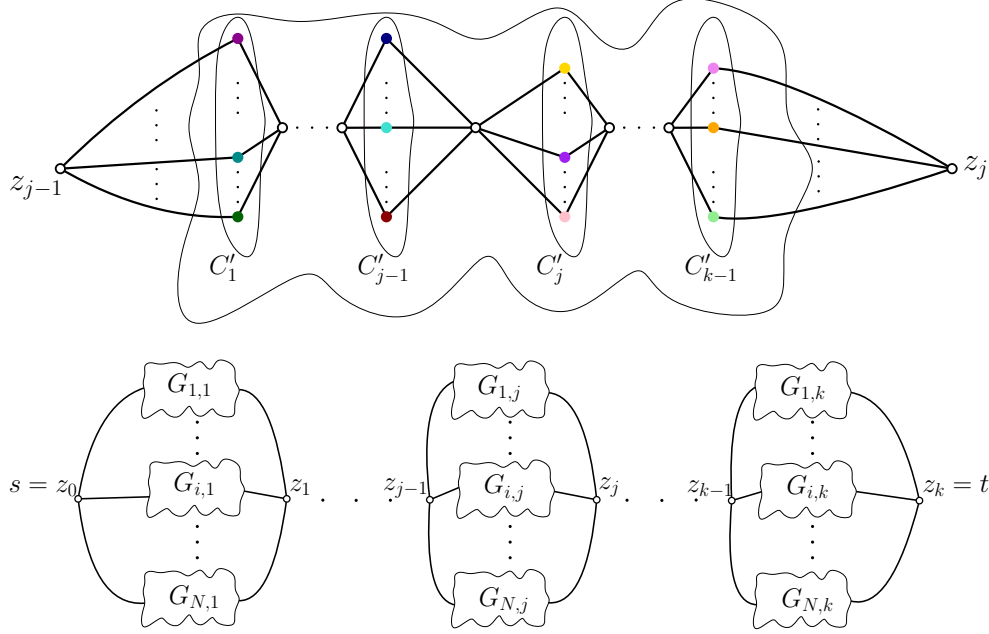 z_{j-1} z_j
C'_1 C'_{j-1} C'_j C'_{k-1}
G_{1,1} G_{1,j} G_{1,k}
s = z_0 G_{i,1} z_1 z_{j-1} G_{i,j} z_j z_{k-1} G_{i,k} z_k = t
G_{N,1} G_{N,j} G_{N,k}